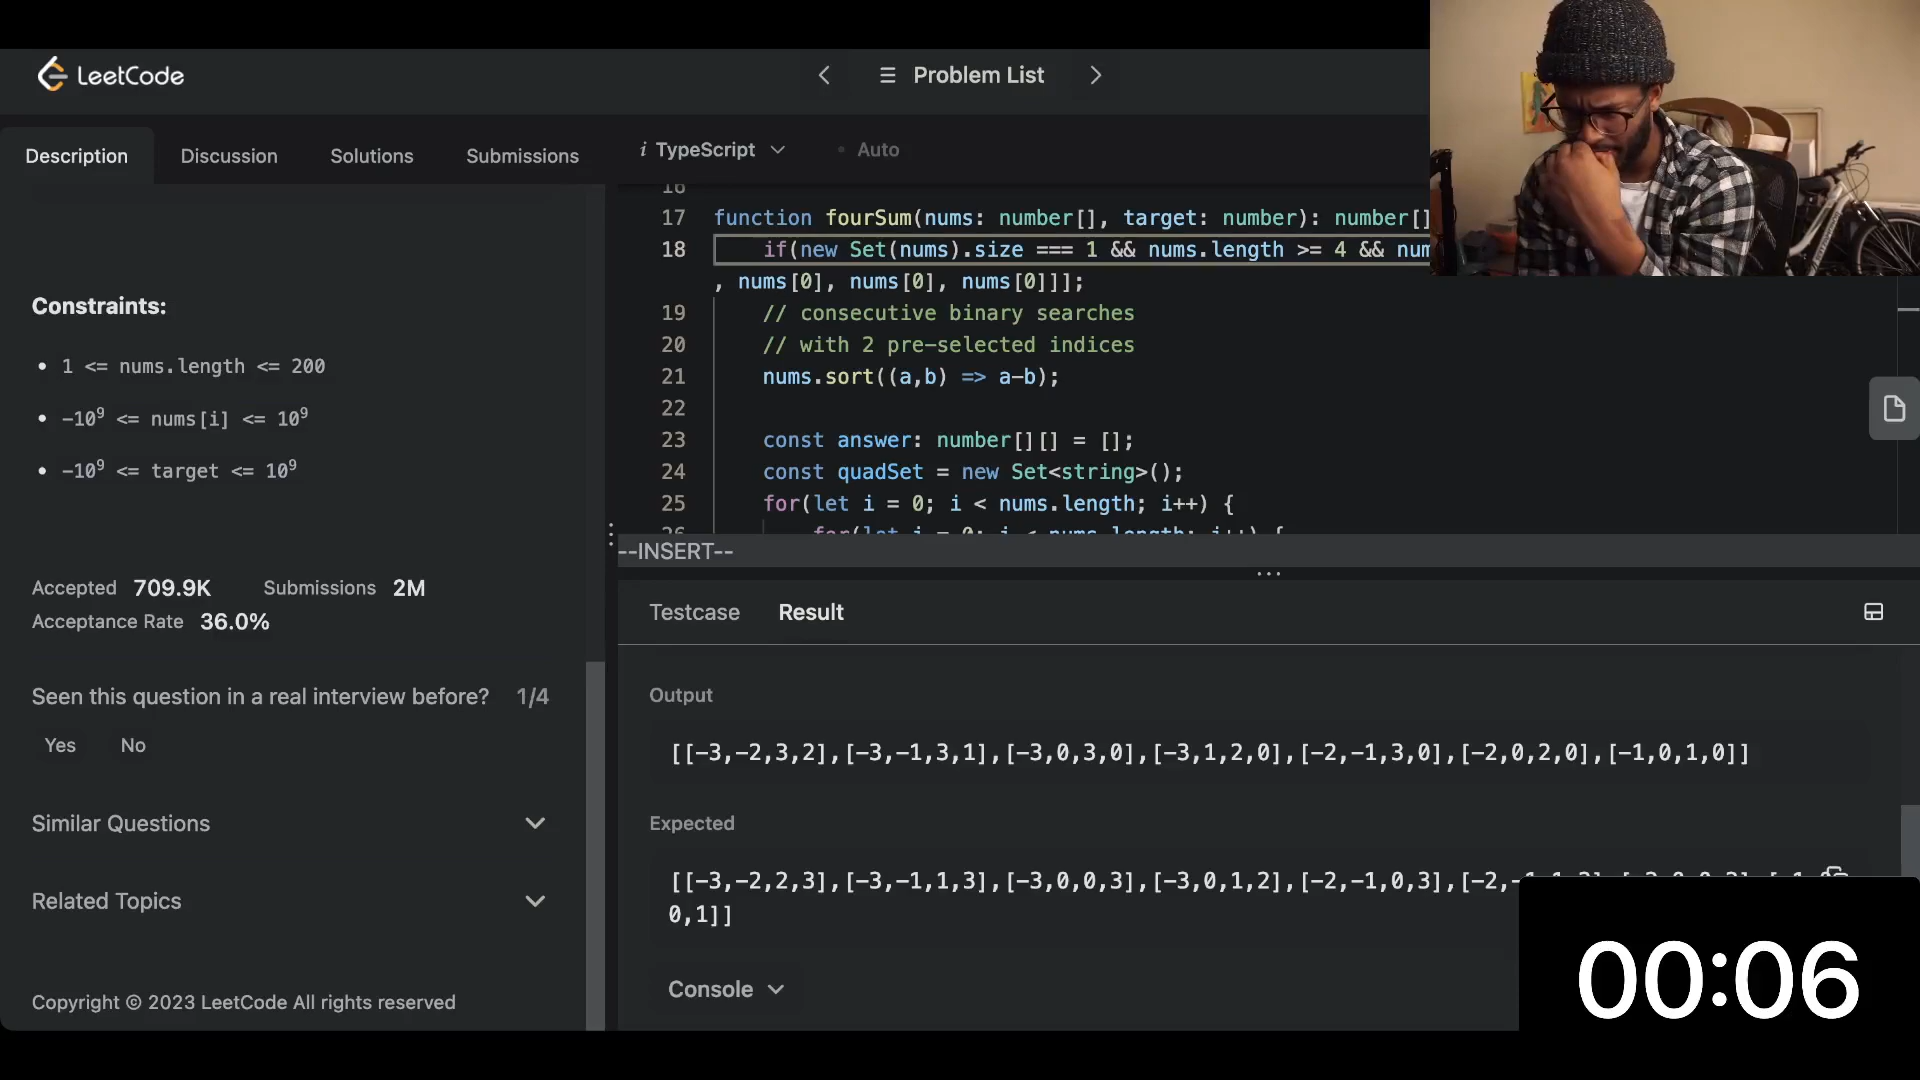 LeetCode
Problem List
Description
Discussion
Solutions
Submissions
i TypeScript
Auto
Constraints:
1 <= nums.length <= 200
-10⁹ <= nums[i] <= 10⁹
-10⁹ <= target <= 10⁹
Accepted 709.9K Submissions 2M
Acceptance Rate 36.0%
Seen this question in a real interview before? 1/4
Yes No
Similar Questions
Related Topics
Copyright © 2023 LeetCode All rights reserved
16
17 function fourSum(nums: number[], target: number): number[]
18 if(new Set(nums).size === 1 && nums.length >= 4 && num
, nums[0], nums[0], nums[0]]];
19 // consecutive binary searches
20 // with 2 pre-selected indices
21 nums.sort((a,b) => a-b);
22
23 const answer: number[][] = [];
24 const quadSet = new Set<string>();
25 for(let i = 0; i < nums.length; i++) {
--INSERT--
Testcase
Result
Output
[[-3,-2,3,2],[-3,-1,3,1],[-3,0,3,0],[-3,1,2,0],[-2,-1,3,0],[-2,0,2,0],[-1,0,1,0]]
Expected
[[-3,-2,2,3],[-3,-1,1,3],[-3,0,0,3],[-3,0,1,2],[-2,-1,0,3],[-2,
0,1]]
Console
00:06